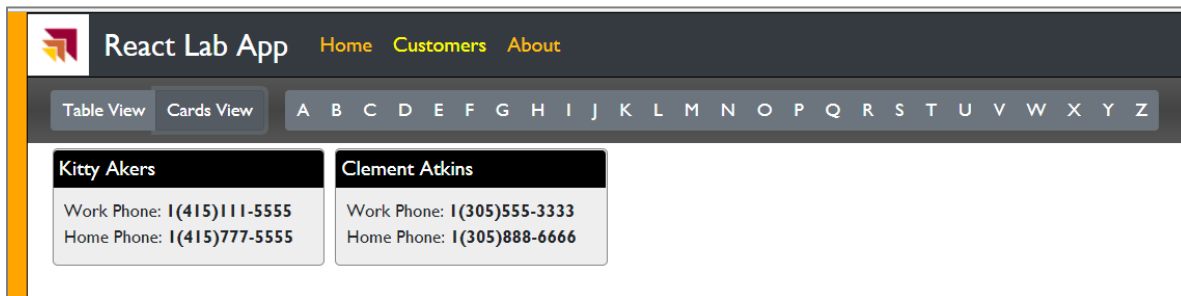 React Lab App Home Customers About
Table View Cards View A B C D E F G H I J K L M N O P Q R S T U V W X Y Z
Kitty Akers
Work Phone: 1(415)111-5555
Home Phone: 1(415)777-5555
Clement Atkins
Work Phone: 1(305)555-3333
Home Phone: 1(305)888-6666